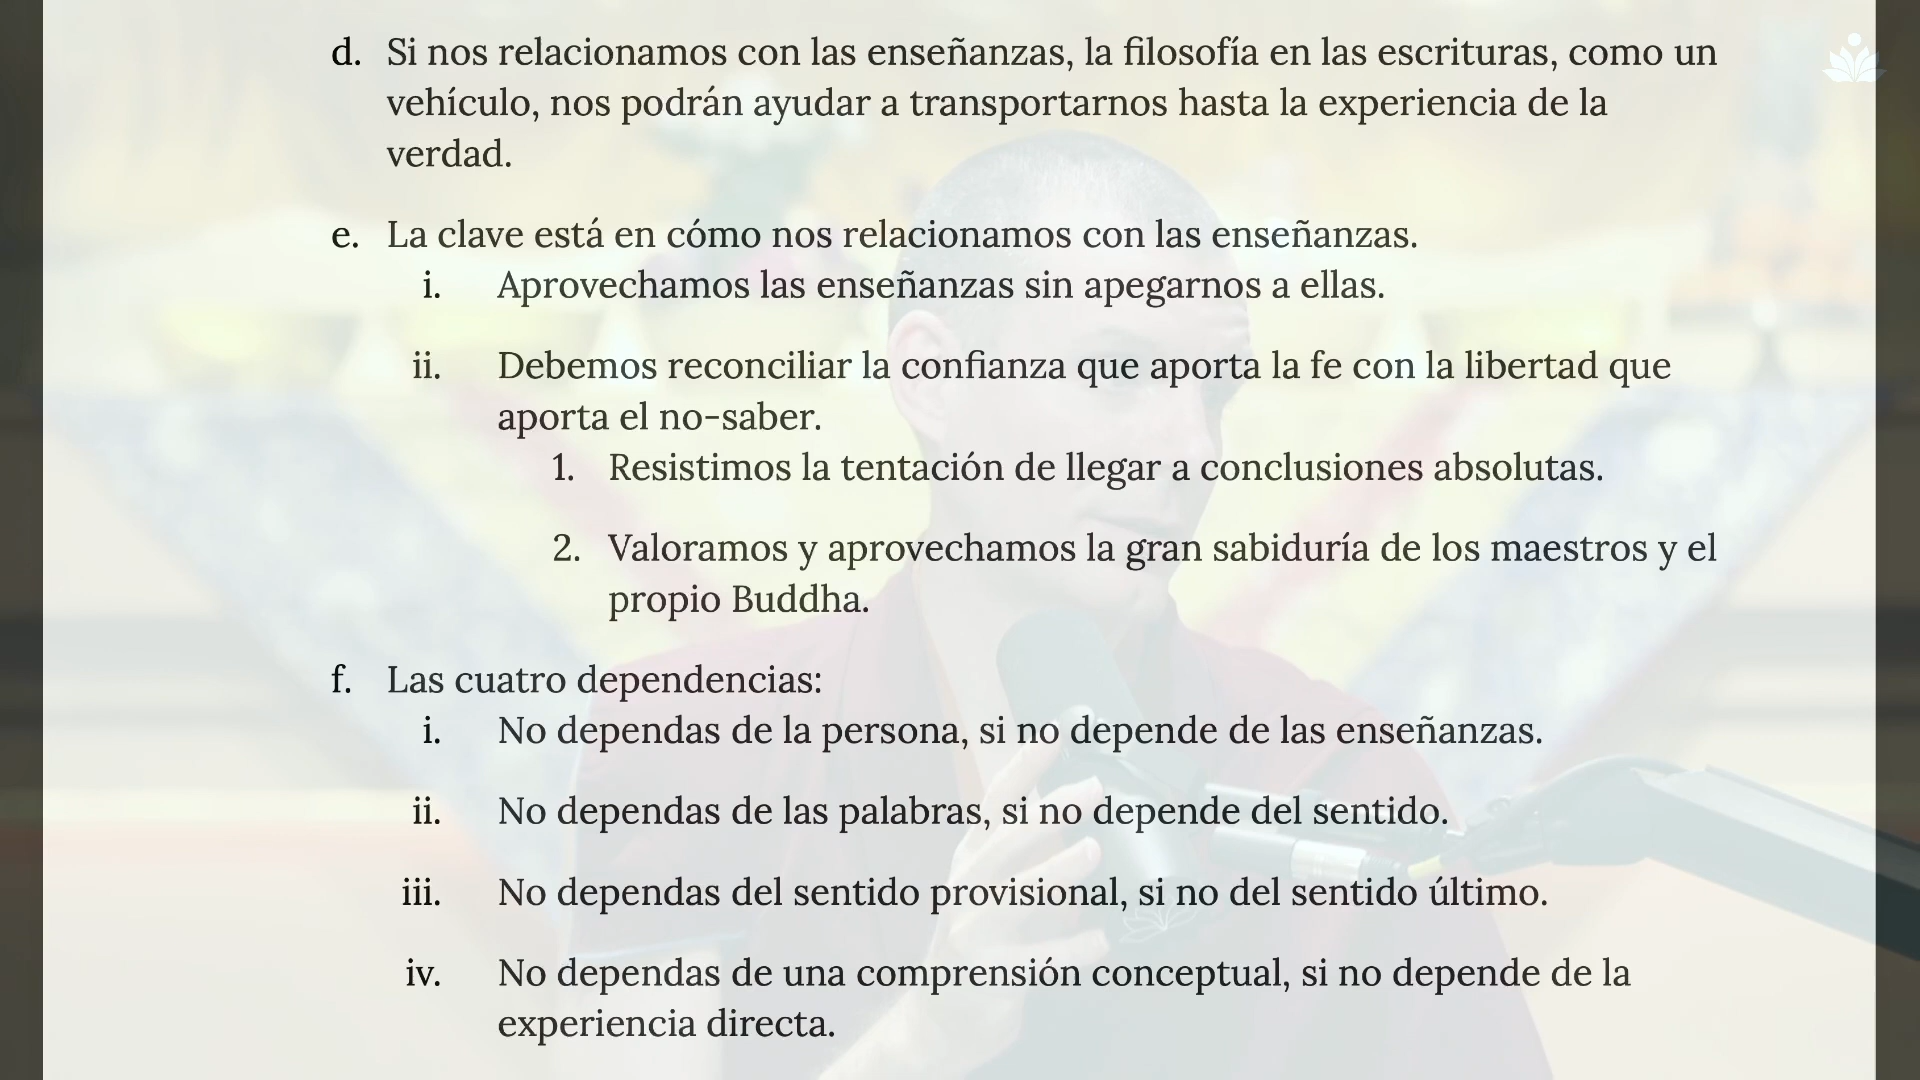 d. Si nos relacionamos con las enseñanzas, la filosofía en las escrituras, como un
vehículo, nos podrán ayudar a transportarnos hasta la experiencia de la
verdad.
e. La clave está en cómo nos relacionamos con las enseñanzas.
i. Aprovechamos las enseñanzas sin apegarnos a ellas.
ii. Debemos reconciliar la confianza que aporta la fe con la libertad que
aporta el no-saber.
1. Resistimos la tentación de llegar a conclusiones absolutas.
2. Valoramos y aprovechamos la gran sabiduría de los maestros y el
propio Buddha.
f. Las cuatro dependencias:
i. No dependas de la persona, si no depende de las enseñanzas.
ii. No dependas de las palabras, si no depende del sentido.
iii. No dependas del sentido provisional, si no del sentido último.
iv. No dependas de una comprensión conceptual, si no depende de la
experiencia directa.